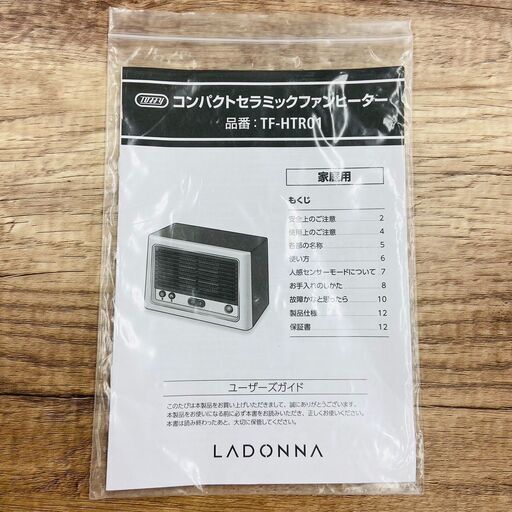 TOFFY コンパクトセラミックファンヒーター
品番：TF-HTR01
家庭用
もくじ
安全上のご注意 2
使用上のご注意 4
各部の名称 5
使い方 6
人感センサーモードについて 7
お手入れのしかた 8
故障かなと思ったら 10
製品仕様 12
保証書 12
ユーザーズガイド
このたびは本製品をお買い上げいただきまして、誠にありがとうございます。
本製品をお使いになる前に必ず本書をお読みいただき、正しくお使いください。
本書は読み終わったあと、大切に保管してください。
LADONNA